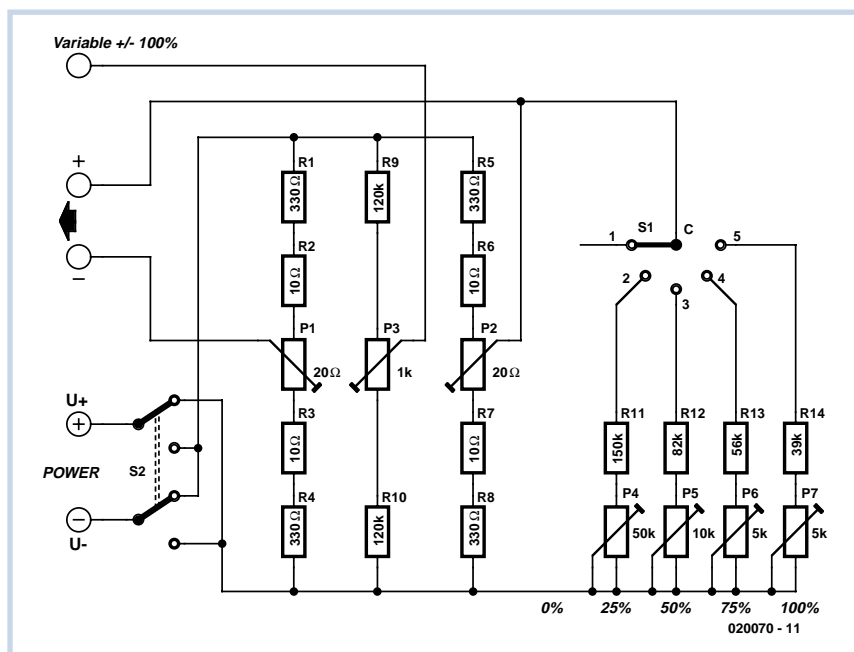 Variable +/- 100%
+
−
R1
330Ω
R9
120k
R5
330Ω
R2
10Ω
R6
10Ω
P1
20Ω
P3
1k
P2
20Ω
R3
10Ω
R7
10Ω
R4
330Ω
R10
120k
R8
330Ω
S1
C
1
2
3
4
5
R11
150k
R12
82k
R13
56k
R14
39k
P4
50k
P5
10k
P6
5k
P7
5k
U+
+
POWER
S2
−
U-
0% 25% 50% 75% 100%
020070 - 11